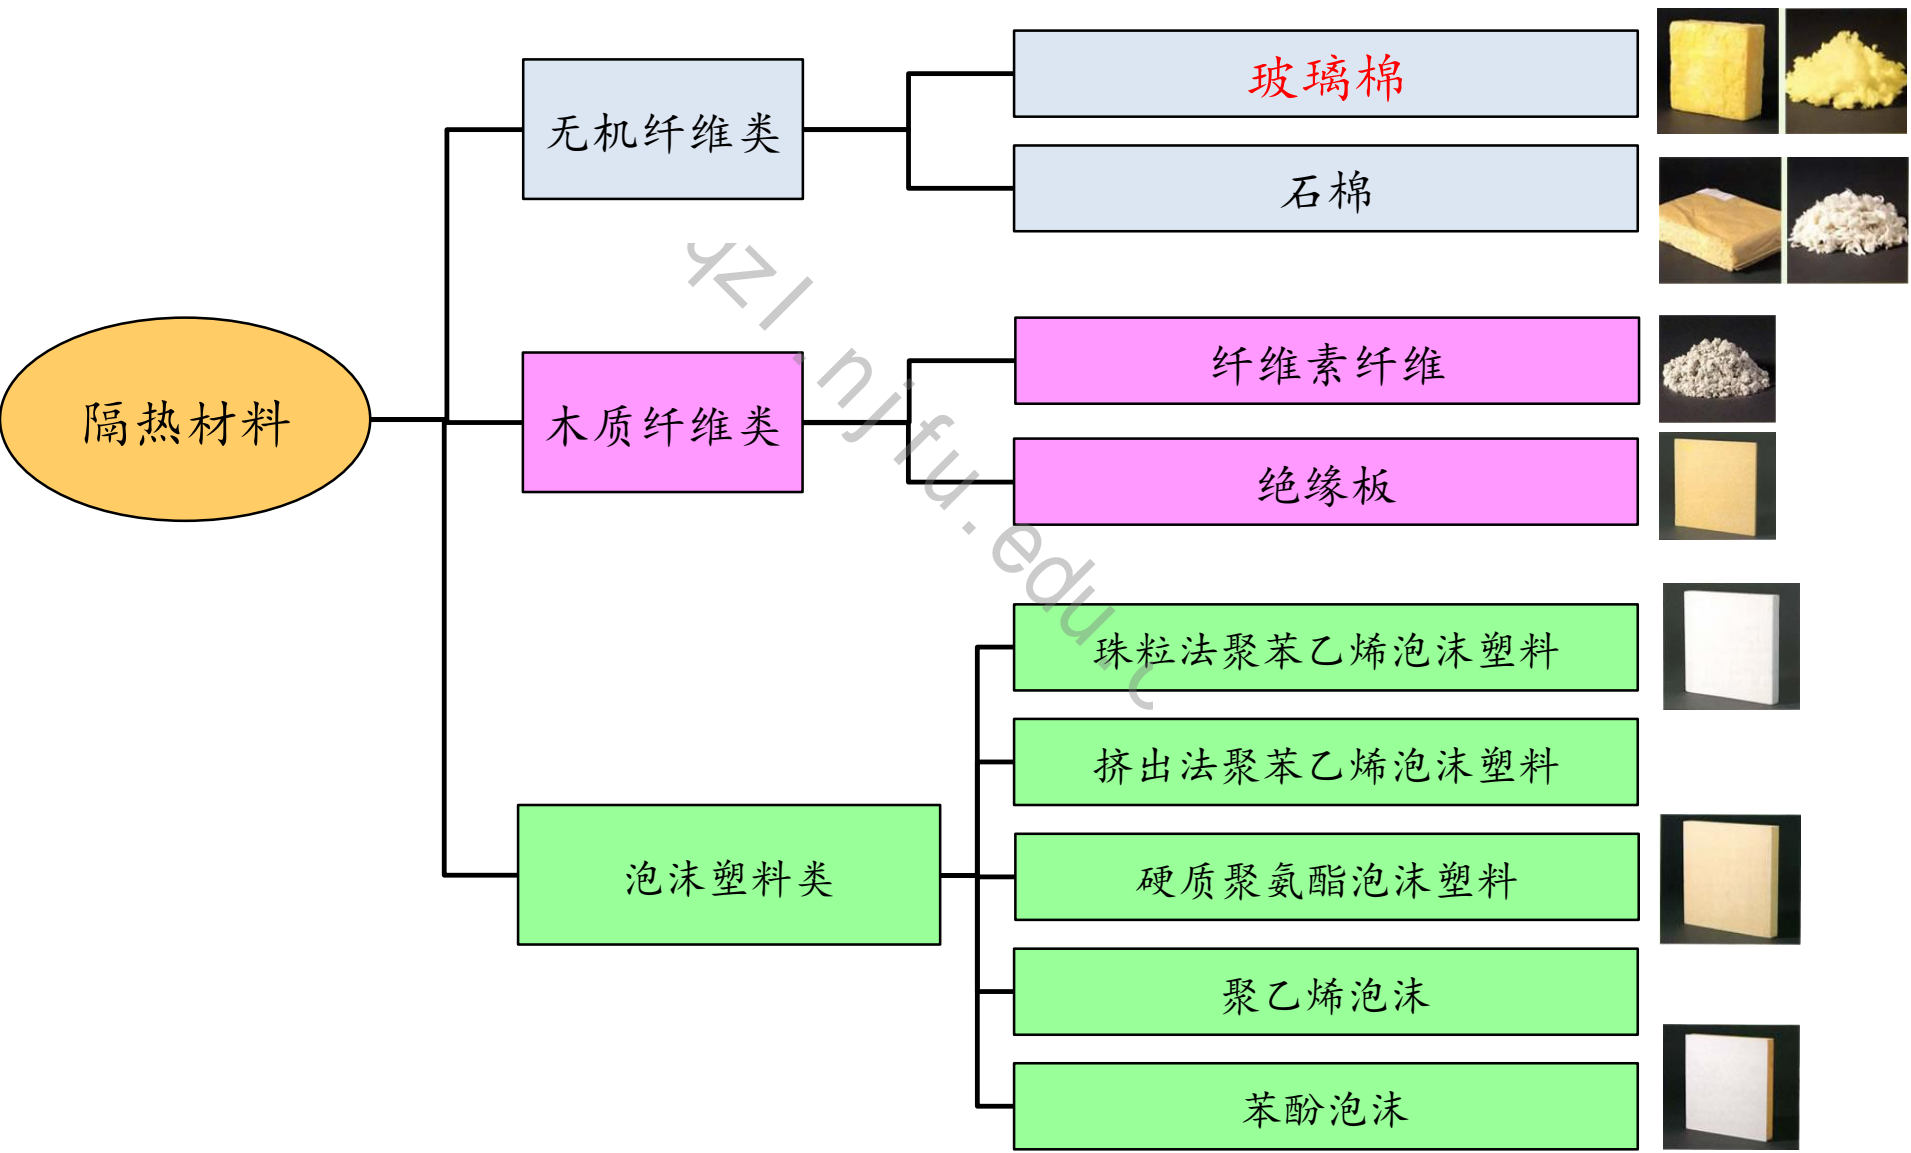 隔热材料
无机纤维类
玻璃棉
石棉
木质纤维类
纤维素纤维
绝缘板
泡沫塑料类
珠粒法聚苯乙烯泡沫塑料
挤出法聚苯乙烯泡沫塑料
硬质聚氨酯泡沫塑料
聚乙烯泡沫
苯酚泡沫
qzl.njfu.edu.c